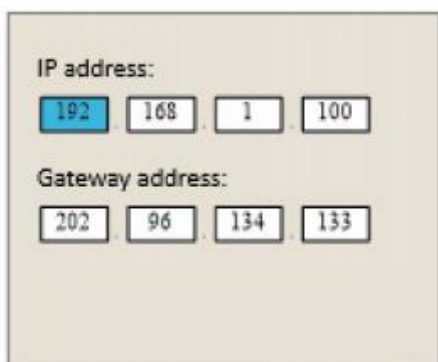 IP address:
192 . 168 . 1 . 100
Gateway address:
202 . 96 . 134 . 133